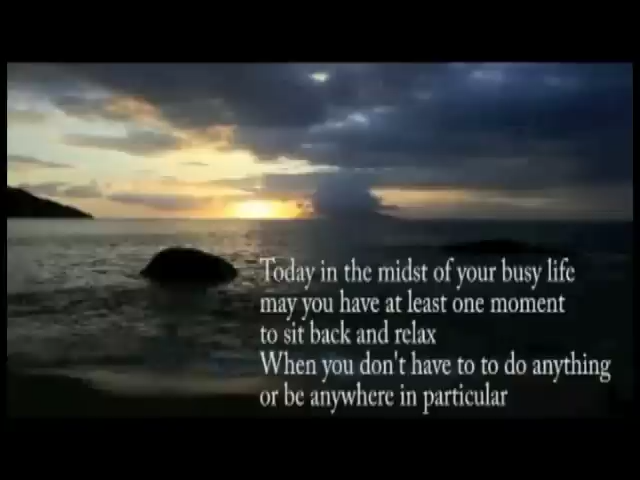 Today in the midst of your busy life
may you have at least one moment
to sit back and relax
When you don't have to to do anything
or be anywhere in particular